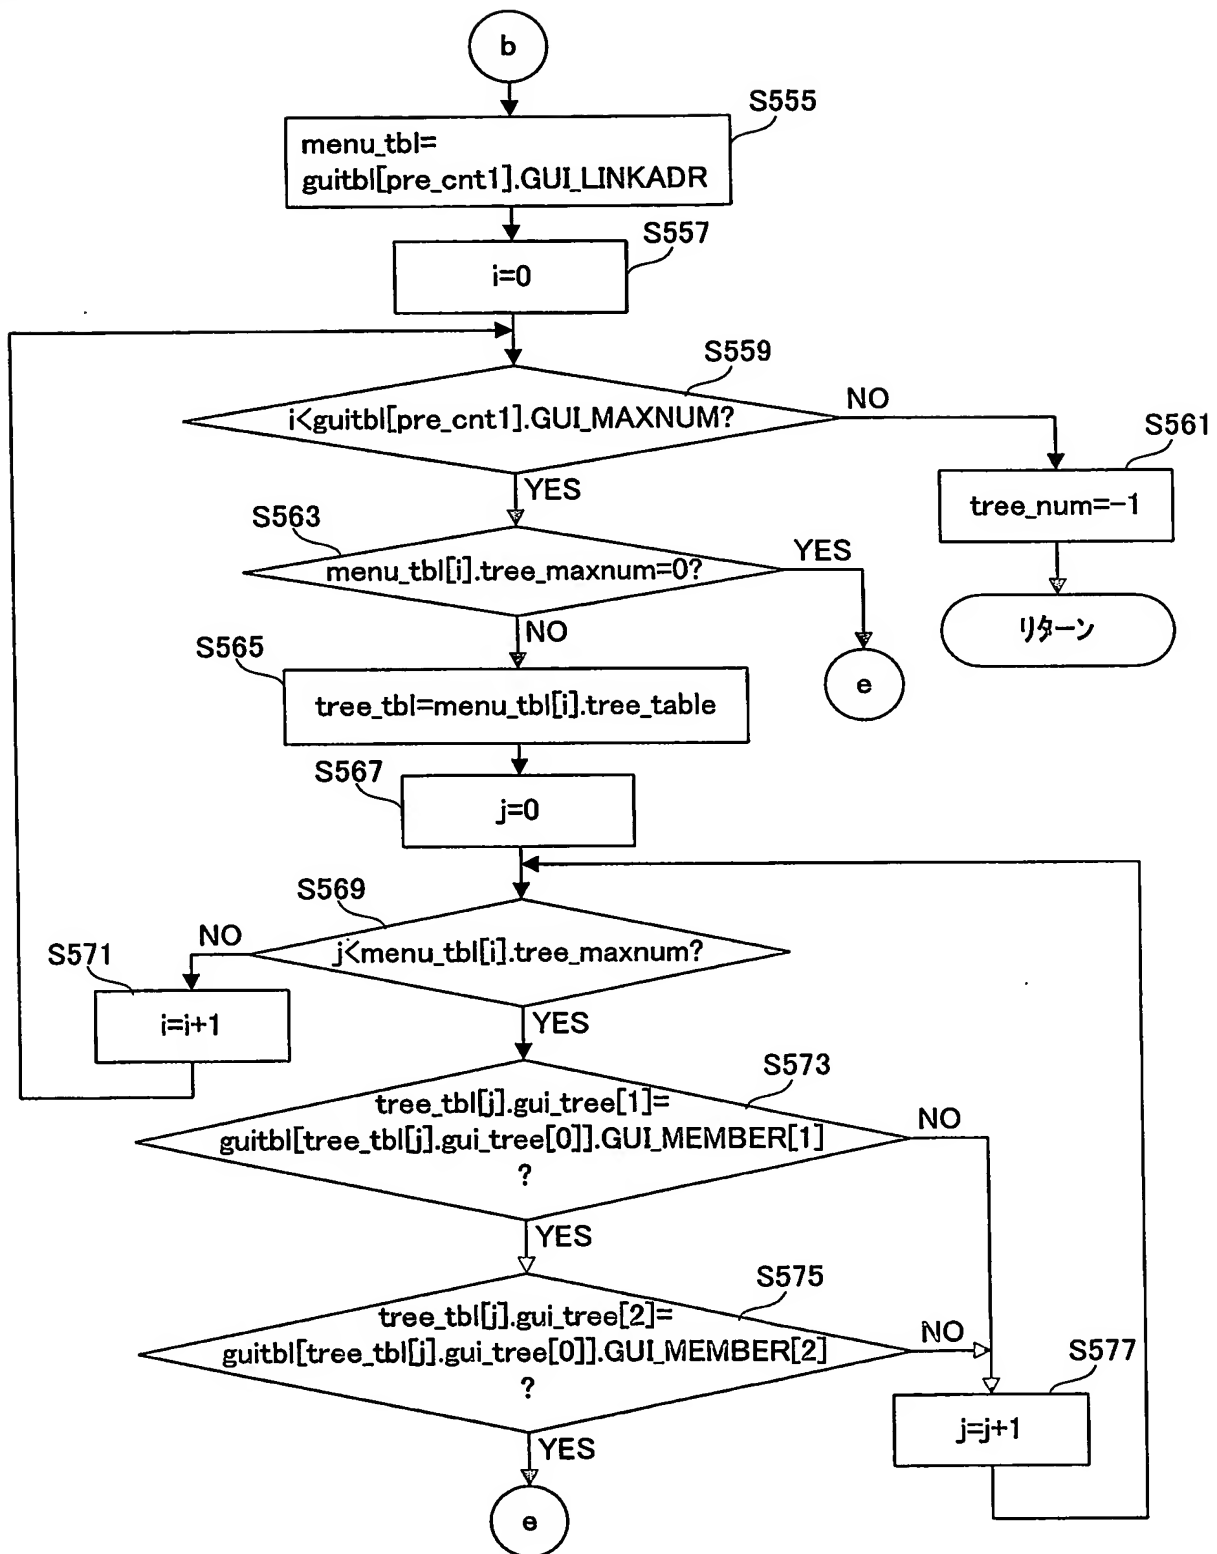 b
S555
menu_tbl=
guitbl[pre_cnt1].GUI_LINKADR
S557
i=0
S559
i<guitbl[pre_cnt1].GUI_MAXNUM?
NO
S561
tree_num=-1
リターン
YES
S563
menu_tbl[i].tree_maxnum=0?
YES
e
NO
S565
tree_tbl=menu_tbl[i].tree_table
S567
j=0
S569
j<menu_tbl[i].tree_maxnum?
NO
S571
i=i+1
YES
S573
tree_tbl[j].gui_tree[1]=
guitbl[tree_tbl[j].gui_tree[0]].GUI_MEMBER[1]
?
NO
YES
S575
tree_tbl[j].gui_tree[2]=
guitbl[tree_tbl[j].gui_tree[0]].GUI_MEMBER[2]
?
NO
S577
j=j+1
YES
e